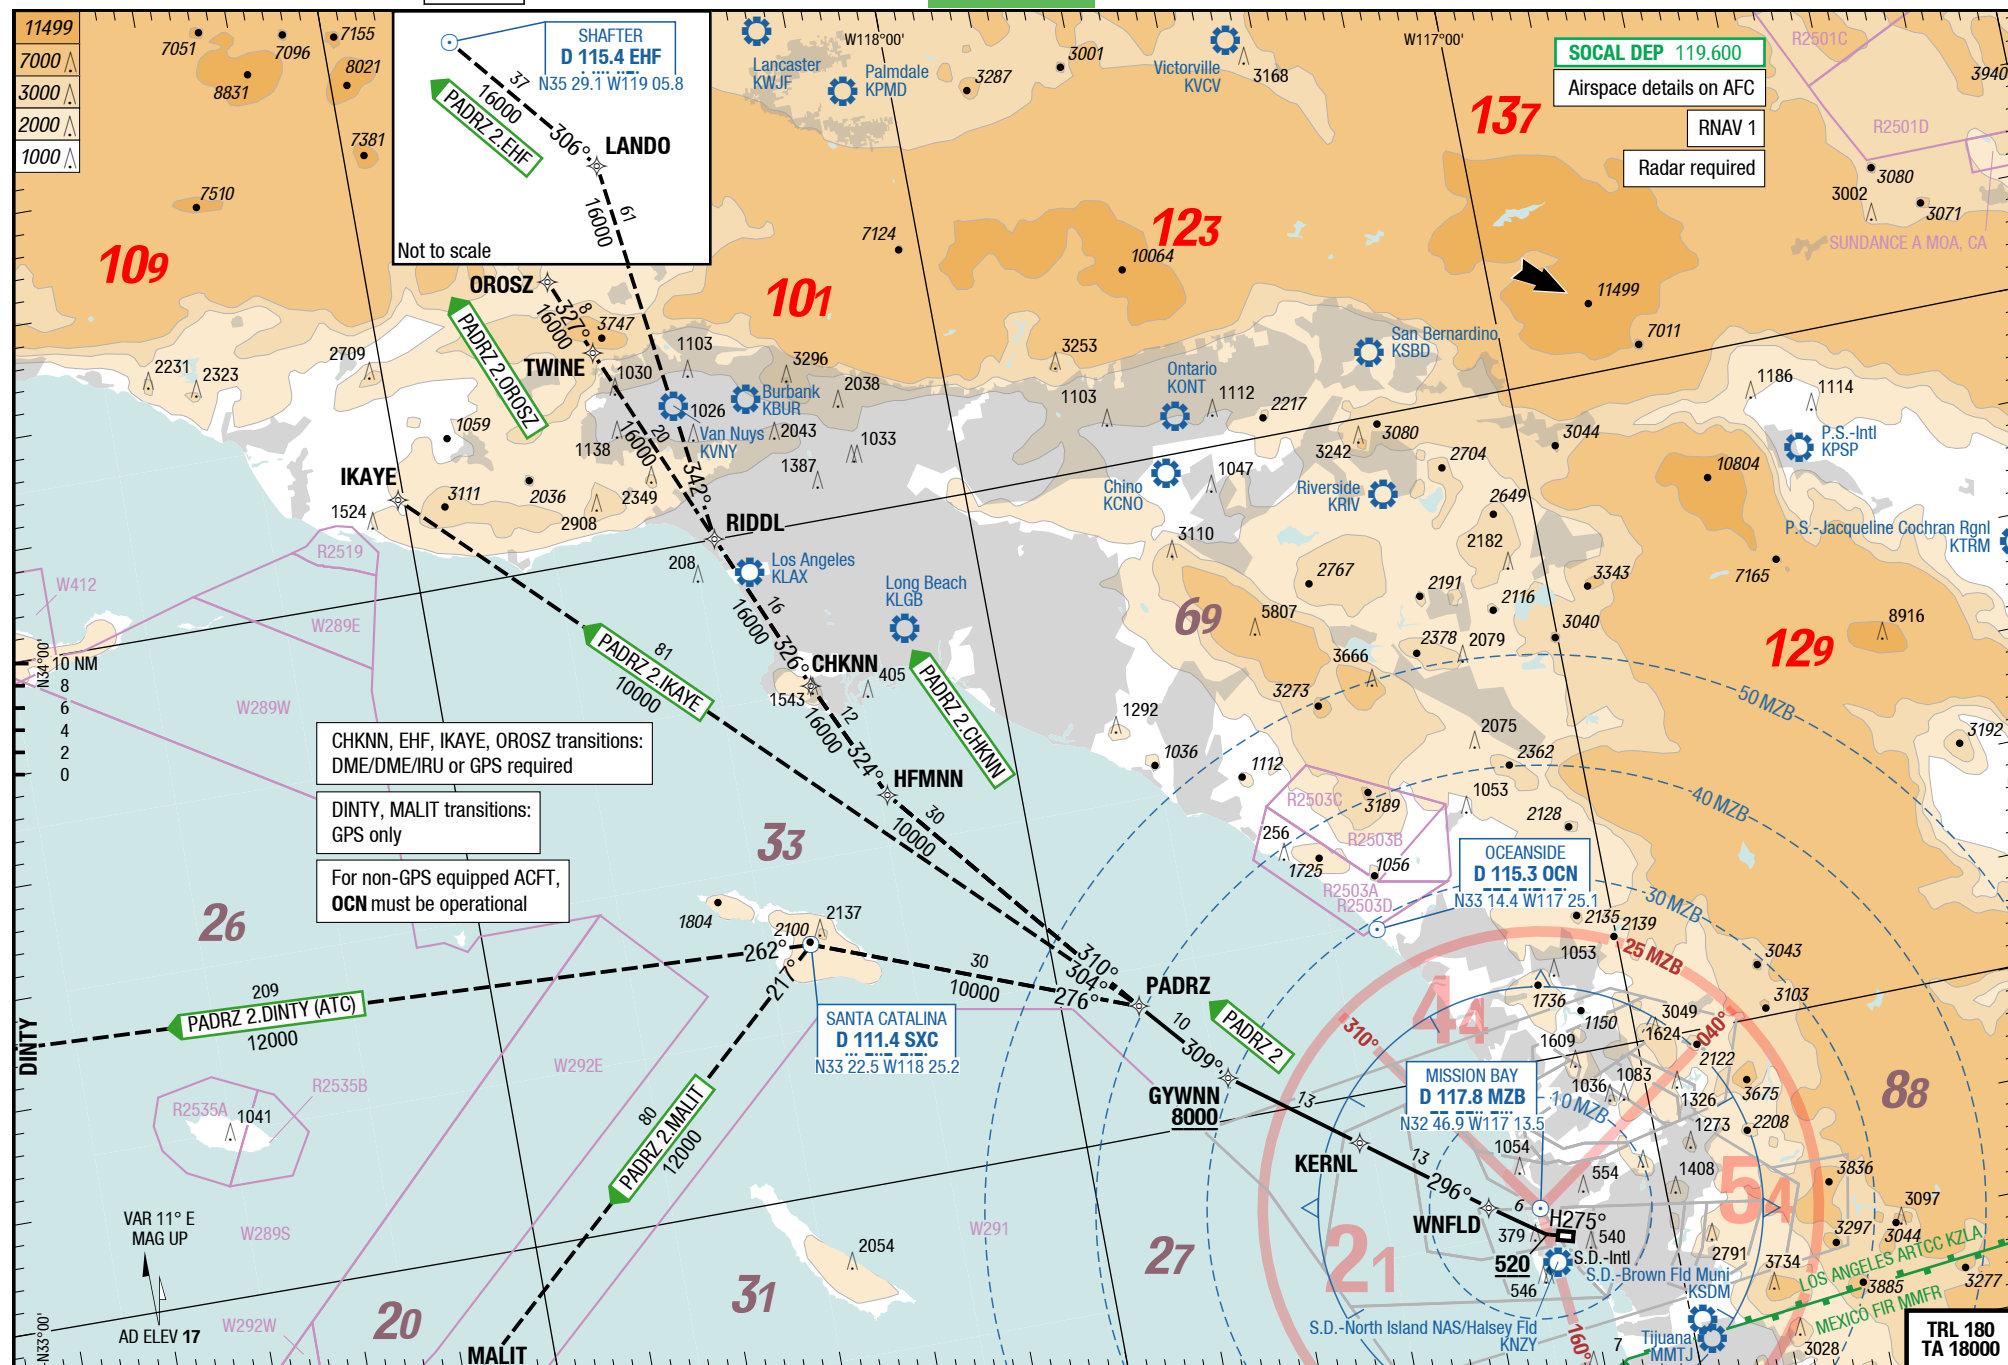 11499
7000
3000
2000
1000
7051
7096
7155
8021
8831
7381
7510
SHAFTER
D 115.4 EHF
N35 29.1 W119 05.8
37
16000
306°
PADRZ 2.EHF
LANDO
61
16000
Not to scale
Lancaster
KWJF
Palmdale
KPMD
W118°00'
3287
3001
Victorville
KVCV
3168
W117°00'
SOCAL DEP 119.600
Airspace details on AFC
RNAV 1
Radar required
R2501C
3940
R2501D
3080
3002
3071
SUNDANCE A MOA, CA
137
109
123
101
7124
10064
11499
7011
OROSZ
8
327°
16000
3747
TWINE
PADRZ 2.OROSZ
2231
2323
2709
1030
1103
3296
2038
3253
1103
Burbank
KBUR
1026
Van Nuys
KVNY
2043
1033
1387
1138
20
16000
342°
Ontario
KONT
1112
2217
San Bernardino
KSBD
1186
1114
P.S.-Intl
KPSP
1059
IKAYE
1524
3111
2036
2908
2349
RIDDL
Chino
KCNO
1047
3242
3080
Riverside
KRIV
2704
3044
10804
2649
3110
2182
P.S.-Jacqueline Cochran Rgnl
KTRM
7165
R2519
W412
R2289E
208
Los Angeles
KLAX
Long Beach
KLGB
16
16000
326°
2767
2191
2116
3343
5807
69
2378
2079
3040
8916
129
N34°00'
10 NM
8
6
4
2
0
W289E
W289W
PADRZ 2.IKAYE
81
10000
CHKNN
405
1543
PADRZ 2.CHKNN
12
16000
324°
HFMNN
3666
3273
50 MZB
1292
1036
1112
2075
2362
3192
CHKNN, EHF, IKAYE, OROSZ transitions:
DME/DME/IRU or GPS required
DINTY, MALIT transitions:
GPS only
For non-GPS equipped ACFT,
OCN must be operational
30
10000
R2503C
3189
1053
2128
40 MZB
R2503B
256
1725
1056
R2503A
R2503D
OCEANSIDE
D 115.3 OCN
N33 14.4 W117 25.1
30 MZB
33
26
1804
2137
2100
2135
2139
25 MZB
1053
3043
262°
217°
209
PADRZ 2.DINTY (ATC)
12000
DINTY
30
10000
276°
310°
304°
PADRZ
SANTA CATALINA
D 111.4 SXC
N33 22.5 W118 25.2
10
309°
PADRZ 2
310°
44
1736
1150
3049
1624
040°
3103
1609
2122
R2535B
R2535A
1041
W292E
GYWNN
8000
MISSION BAY
D 117.8 MZB
N32 46.9 W117 13.5
10 MZB
1036
1083
3675
1326
2208
1273
88
80
PADRZ 2.MALIT
12000
13
KERNL
13
296°
1054
554
1408
54
3836
VAR 11° E
MAG UP
W289S
W291
WNFLD
6
H275°
379
540
3097
3297
3044
AD ELEV 17
2054
27
21
520
546
S.D.-Intl
2791
3734
S.D.-Brown Fld Muni
KSDM
LOS ANGELES ARTCC KZLA
3885
3277
MEXICO FIR MMFR
N33°00'
20
W292W
31
MALIT
S.D.-North Island NAS/Halsey Fld
KNZY
160°
7
Tijuana
MMTJ
3028
TRL 180
TA 18000